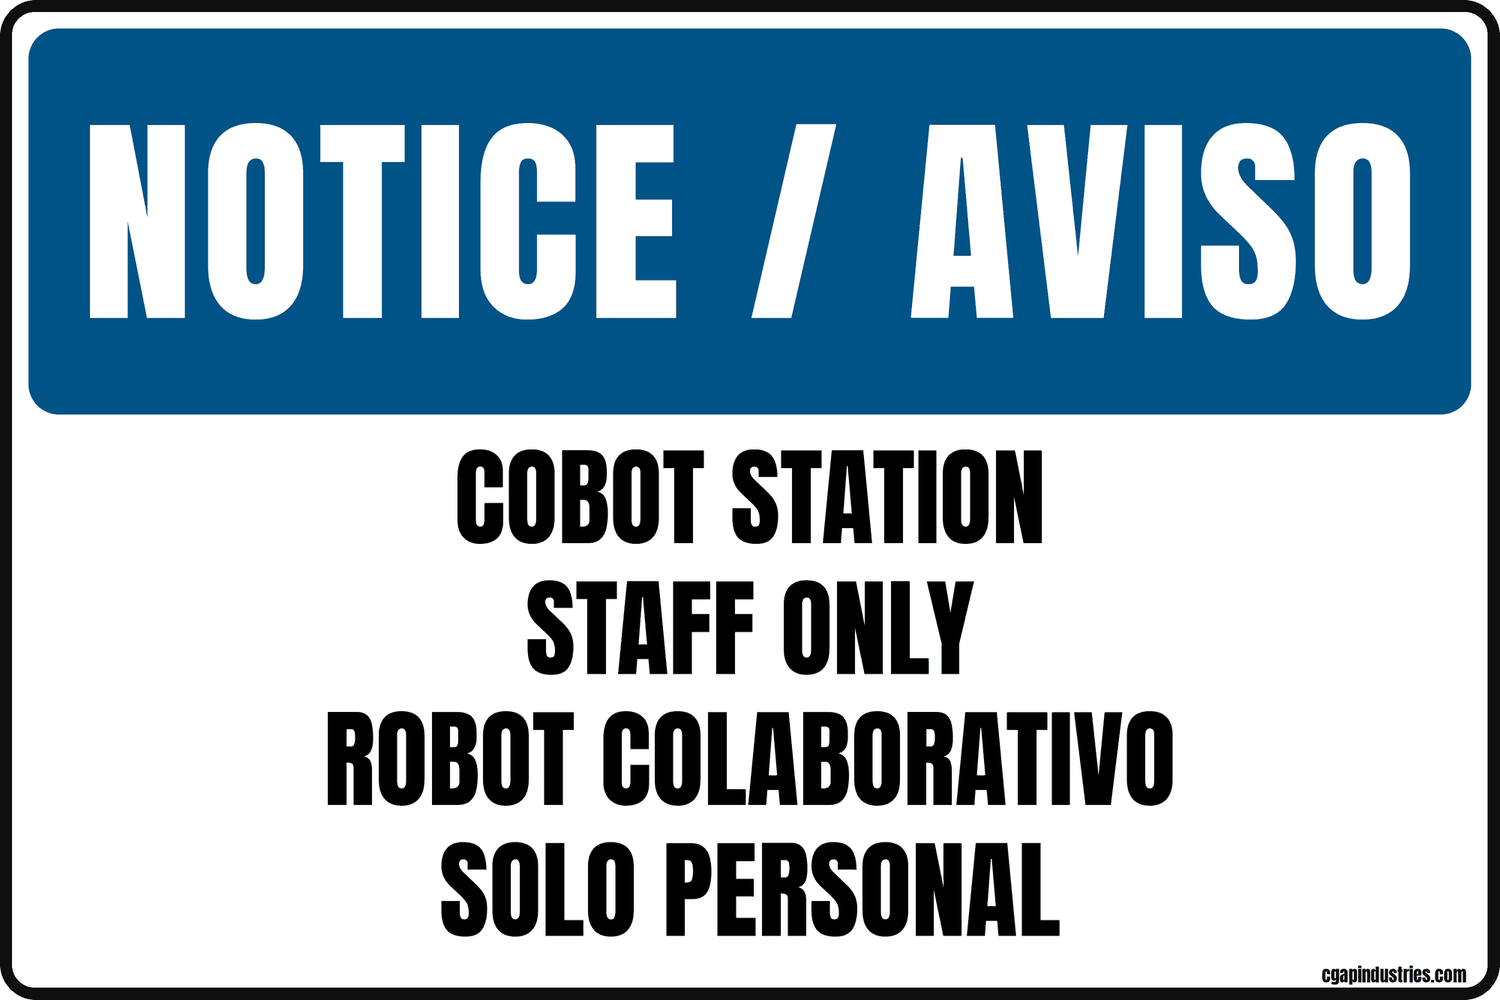 NOTICE / AVISO
COBOT STATION
STAFF ONLY
ROBOT COLABORATIVO
SOLO PERSONAL
cgapindustries.com